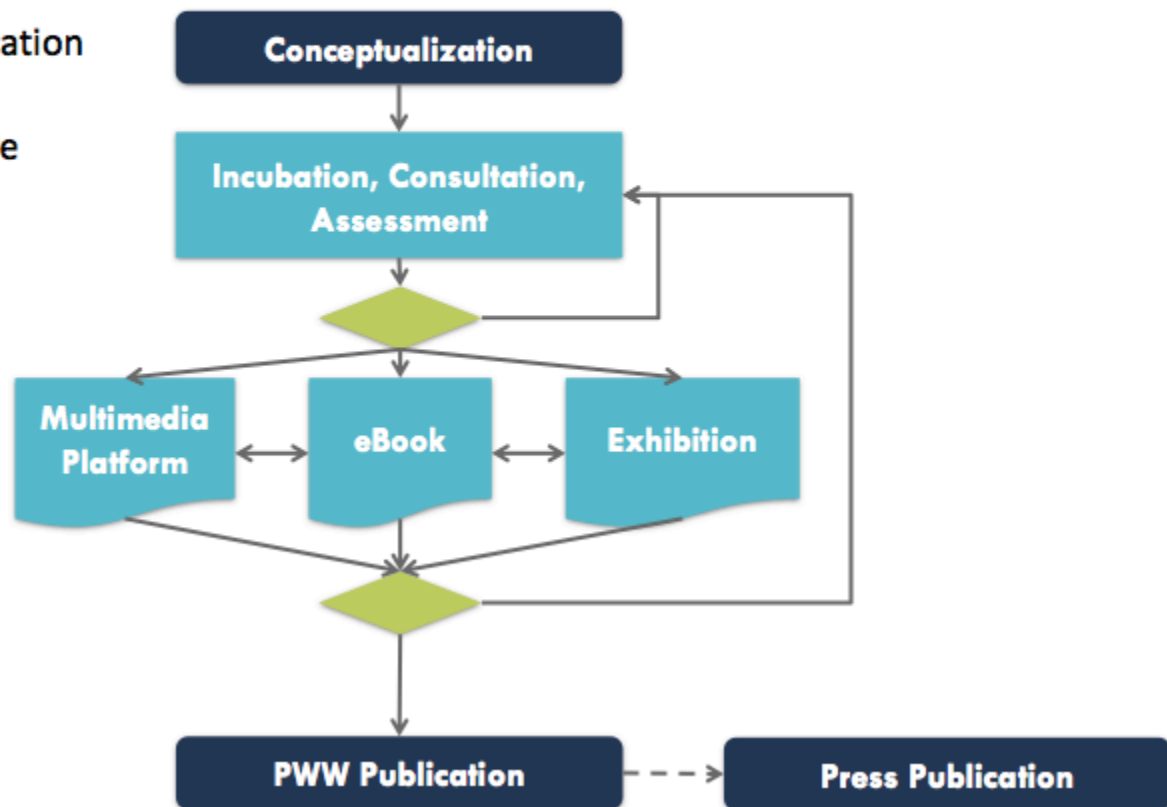 ation
e
Conceptualization
Incubation, Consultation,
Assessment
Multimedia
Platform
eBook
Exhibition
PWW Publication
Press Publication